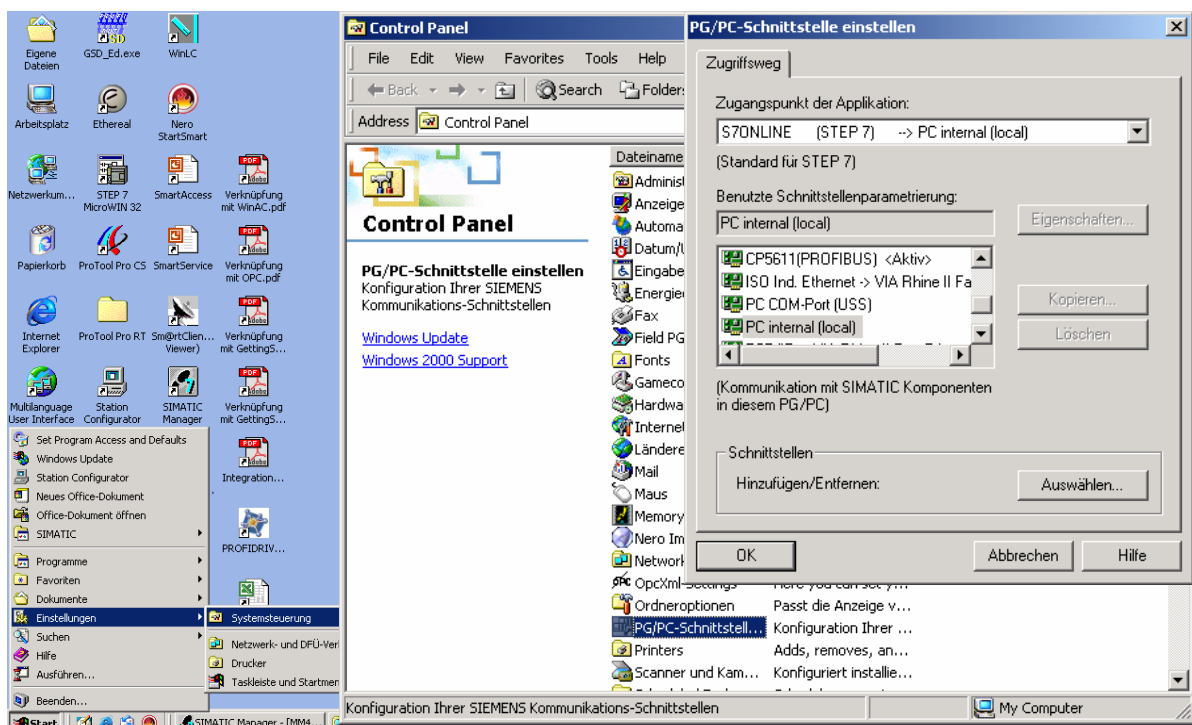 Eigene
Dateien
GSD_Ed.exe
WinLC
Arbeitsplatz
Ethereal
Nero
StartSmart
Netzwerkum...
STEP 7
MicroWIN 32
SmartAccess
Verknüpfung
mit WinAC.pdf
Papierkorb
ProTool Pro CS
SmartService
Verknüpfung
mit OPC.pdf
Internet
Explorer
ProTool Pro RT
Sm@rtClien...
Viewer)
Verknüpfung
mit GettingS...
Multilanguage
User Interface
Station
Configurator
SIMATIC
Manager
Verknüpfung
mit GettingS...
Integration...
PROFIDRIV...
Set Program Access and Defaults
Windows Update
Station Configurator
Neues Office-Dokument
Office-Dokument öffnen
SIMATIC
Programme
Favoriten
Dokumente
Einstellungen
Suchen
Hilfe
Ausführen...
Beenden...
Systemsteuerung
Netzwerk- und DFÜ-Ver
Drucker
Taskleiste und Startmen
Start
SIMATIC Manager - [MM4...
Control Panel
File Edit View Favorites Tools Help
Back Search Folders
Address Control Panel
Control Panel
PG/PC-Schnittstelle einstellen
Konfiguration Ihrer SIEMENS
Kommunikations-Schnittstellen
Windows Update
Windows 2000 Support
Dateiname
Administ
Anzeige
Automa
Datum/U
Eingabe
Energie
Fax
Field PG
Fonts
Gameco
Hardwa
Internet
Ländere
Mail
Maus
Memory
Nero Im
Network
OpcXml-Settings Here you can set y...
Ordneroptionen Passt die Anzeige v...
PG/PC-Schnittstell... Konfiguration Ihrer ...
Printers Adds, removes, an...
Scanner und Kam... Konfiguriert installie...
Konfiguration Ihrer SIEMENS Kommunikations-Schnittstellen
My Computer
PG/PC-Schnittstelle einstellen
Zugriffsweg
Zugangspunkt der Applikation:
S7ONLINE (STEP 7) --> PC internal (local)
(Standard für STEP 7)
Benutzte Schnittstellenparametrierung:
PC internal (local)
Eigenschaften...
CP5611(PROFIBUS) <Aktiv>
ISO Ind. Ethernet -> VIA Rhine II Fa
PC COM-Port (USS)
PC internal (local)
Kopieren...
Löschen
(Kommunikation mit SIMATIC Komponenten
in diesem PG/PC)
Schnittstellen
Hinzufügen/Entfernen:
Auswählen...
OK
Abbrechen
Hilfe